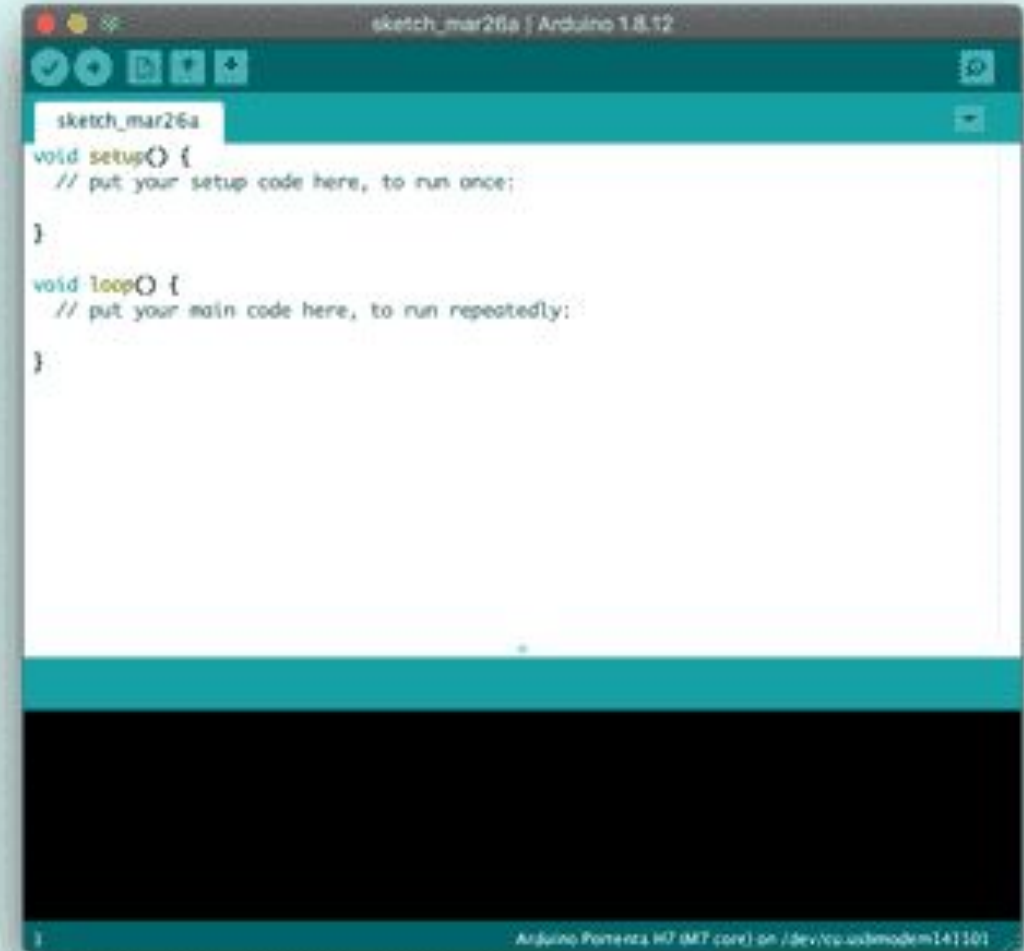 sketch_mar26a | Arduino 1.8.12
sketch_mar26a
void setup() {
  // put your setup code here, to run once:
}
void loop() {
  // put your main code here, to run repeatedly:
}
1
Arduino Portenta H7 (M7 core) on /dev/cu.usbmodem141101